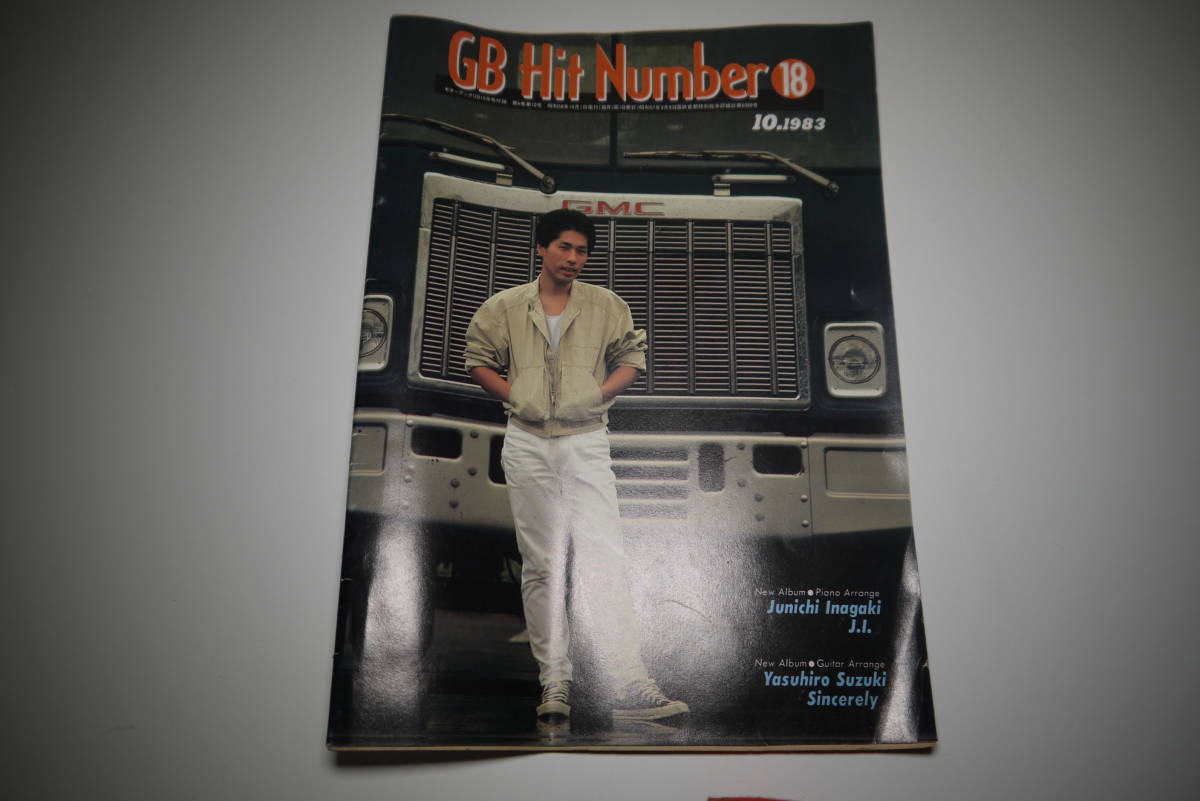 GB Hit Number 18
10.1983
GMC
New Album●Piano Arrange
Junichi Inagaki
J.I.
New Album●Guitar Arrange
Yasuhiro Suzuki
Sincerely